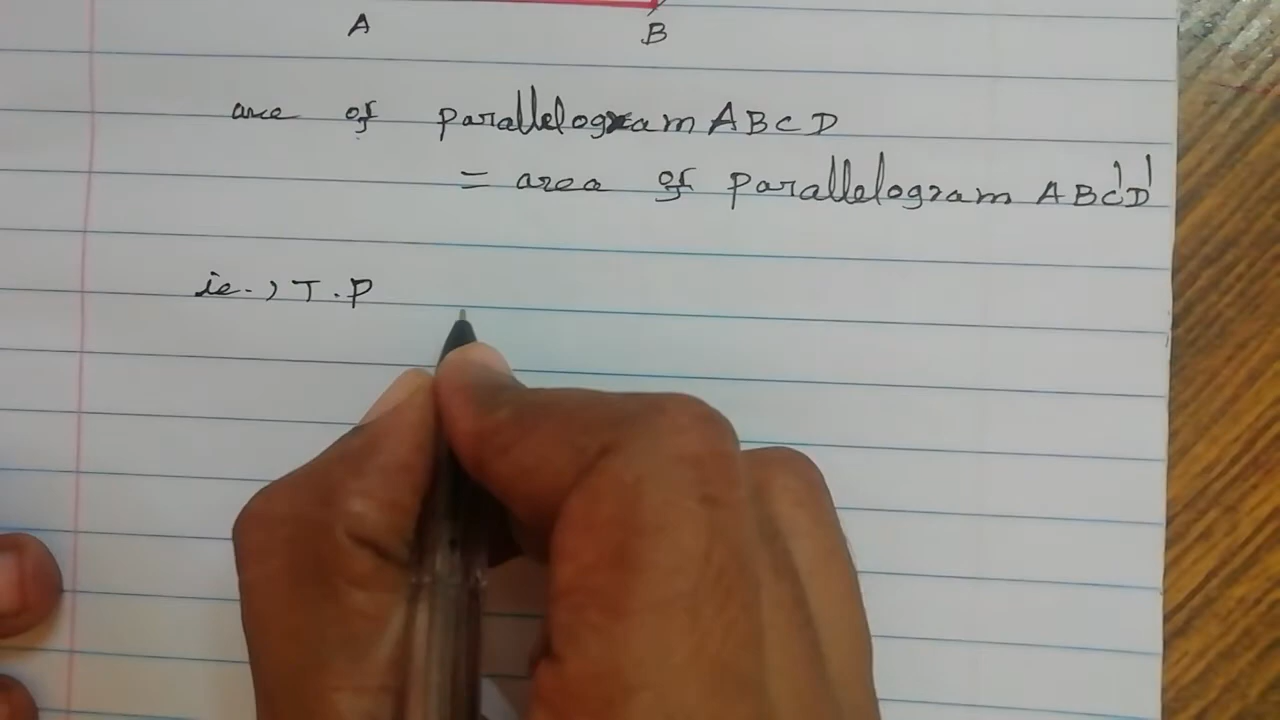 A B
are of parallelogram ABCD
= area of parallelogram ABC'D'
ie., T.P